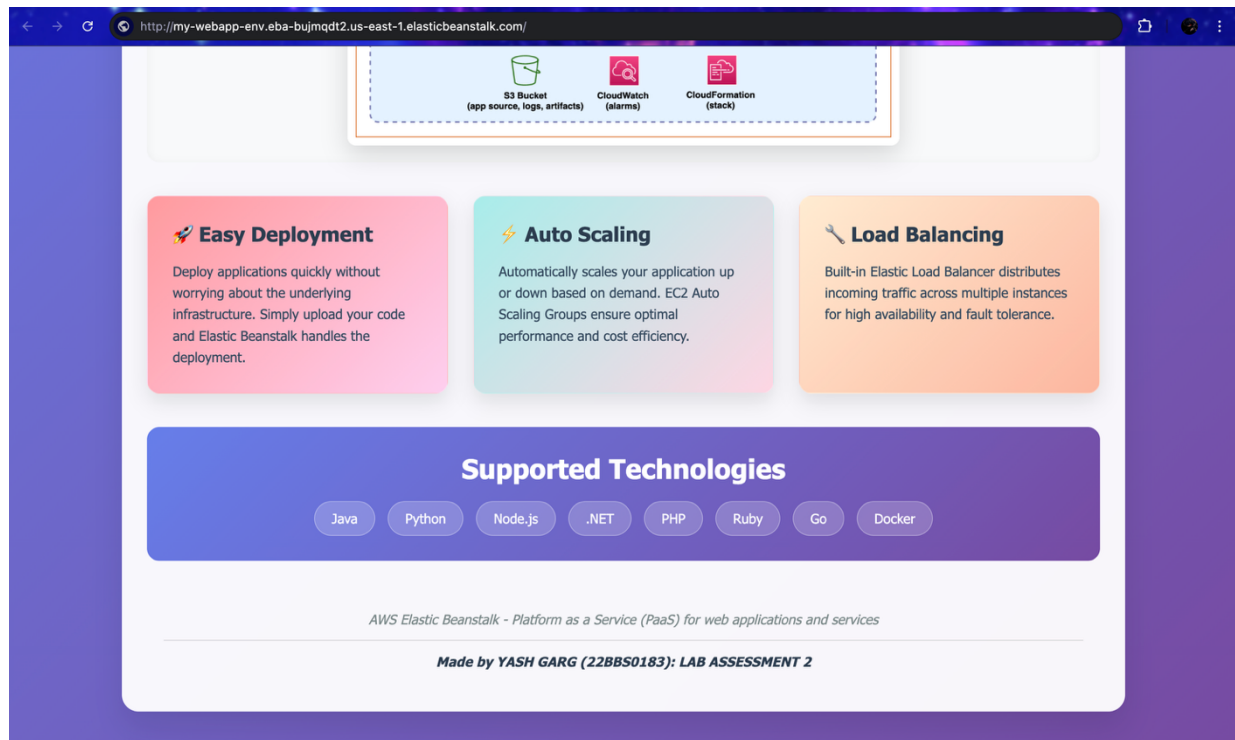 http://my-webapp-env.eba-bujmqdt2.us-east-1.elasticbeanstalk.com/
S3 Bucket
(app source, logs, artifacts)
CloudWatch
(alarms)
CloudFormation
(stack)
🚀 Easy Deployment
Deploy applications quickly without
worrying about the underlying
infrastructure. Simply upload your code
and Elastic Beanstalk handles the
deployment.
⚡ Auto Scaling
Automatically scales your application up
or down based on demand. EC2 Auto
Scaling Groups ensure optimal
performance and cost efficiency.
🔧 Load Balancing
Built-in Elastic Load Balancer distributes
incoming traffic across multiple instances
for high availability and fault tolerance.
Supported Technologies
Java Python Node.js .NET PHP Ruby Go Docker
AWS Elastic Beanstalk - Platform as a Service (PaaS) for web applications and services
Made by YASH GARG (22BBS0183): LAB ASSESSMENT 2